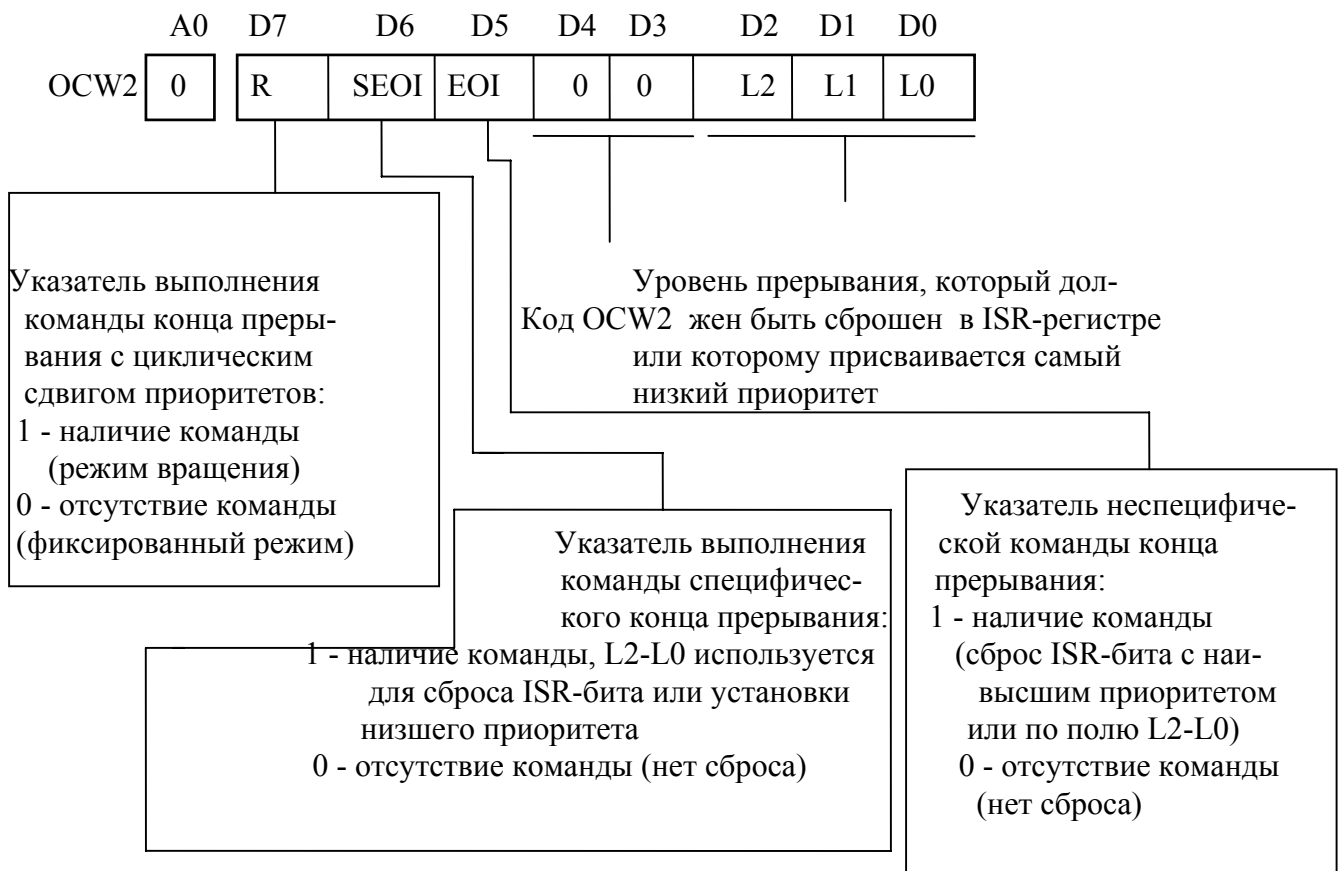 A0 D7 D6 D5 D4 D3 D2 D1 D0
OCW2 0 R SEOI EOI 0 0 L2 L1 L0
Указатель выполнения
команды конца преры-
вания с циклическим
сдвигом приоритетов:
1 - наличие команды
(режим вращения)
0 - отсутствие команды
(фиксированный режим)
Код OCW2
Уровень прерывания, который дол-
жен быть сброшен в ISR-регистре
или которому присваивается самый
низкий приоритет
Указатель выполнения
команды специфичес-
кого конца прерывания:
1 - наличие команды, L2-L0 используется
для сброса ISR-бита или установки
низшего приоритета
0 - отсутствие команды (нет сброса)
Указатель неспецифиче-
ской команды конца
прерывания:
1 - наличие команды
(сброс ISR-бита с наи-
высшим приоритетом
или по полю L2-L0)
0 - отсутствие команды
(нет сброса)